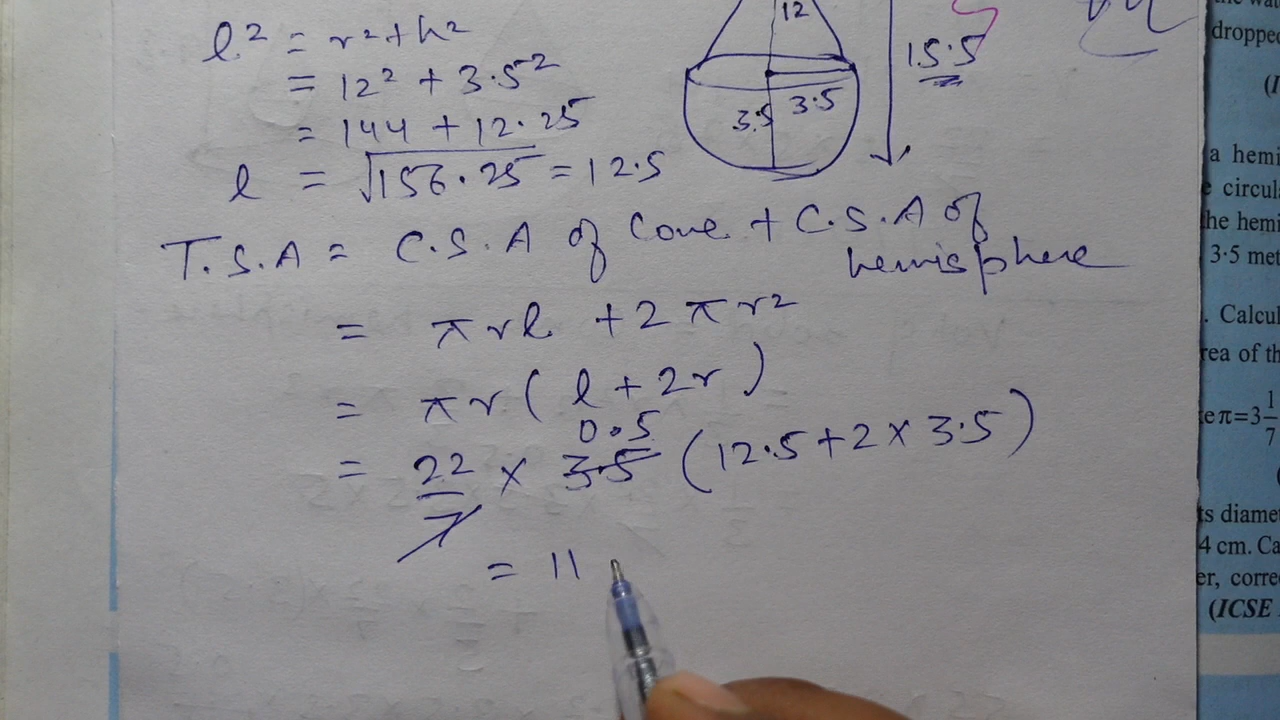 l² = r² + h²
= 12² + 3.5²
= 144 + 12.25
l = √156.25 = 12.5
12
15.5
3.5 3.5
T.S.A = C.S.A of Cone + C.S.A of
hemisphere
= πrl + 2πr²
= πr(l + 2r)
0.5
= 22 × 3.5 (12.5 + 2 × 3.5)
7
= 11
dropped
a hemi
circul
the hemi
3·5 met
. Calcul
rea of th
π=3 1/7
ts diame
4 cm. Ca
er, corre
(ICSE